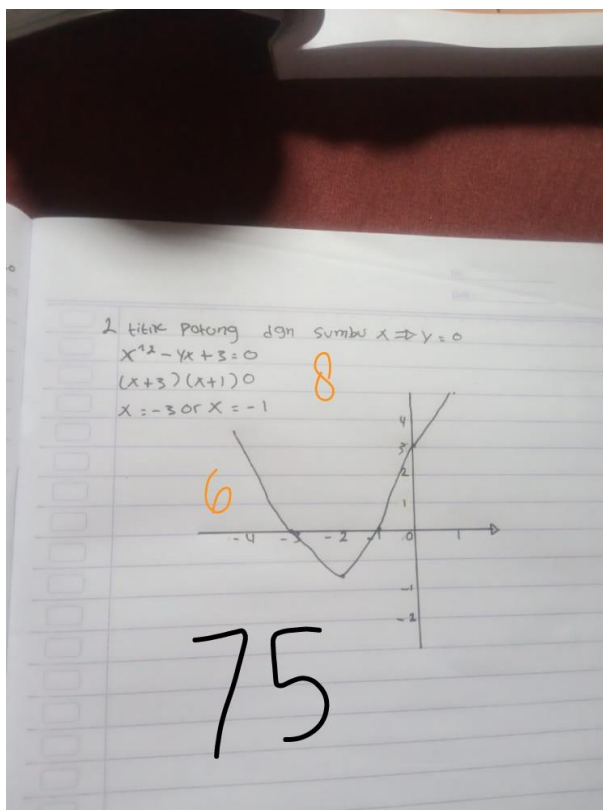 2 titik potong dgn sumbu x ⇒ y = 0
x^2 - 4x + 3 = 0
(x+3)(x+1)0
x = -3 or x = -1
8
6
4
3
2
1
-4 -3 -2 -1 0 1
-1
-2
75